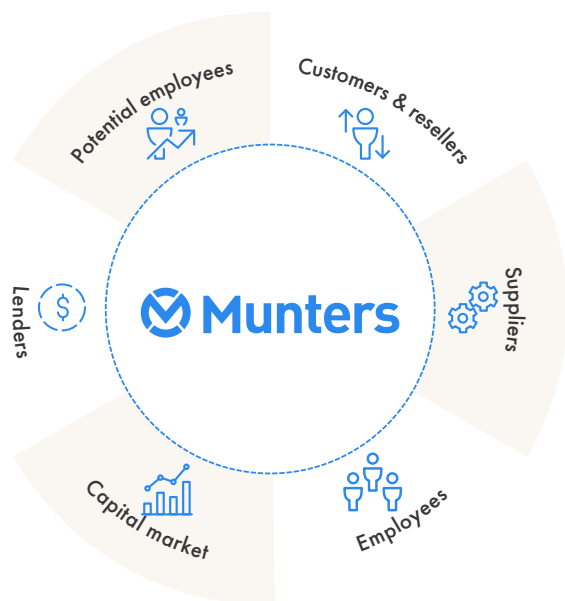 Potential employees
Customers & resellers
Suppliers
Employees
Capital market
Lenders
$
Munters